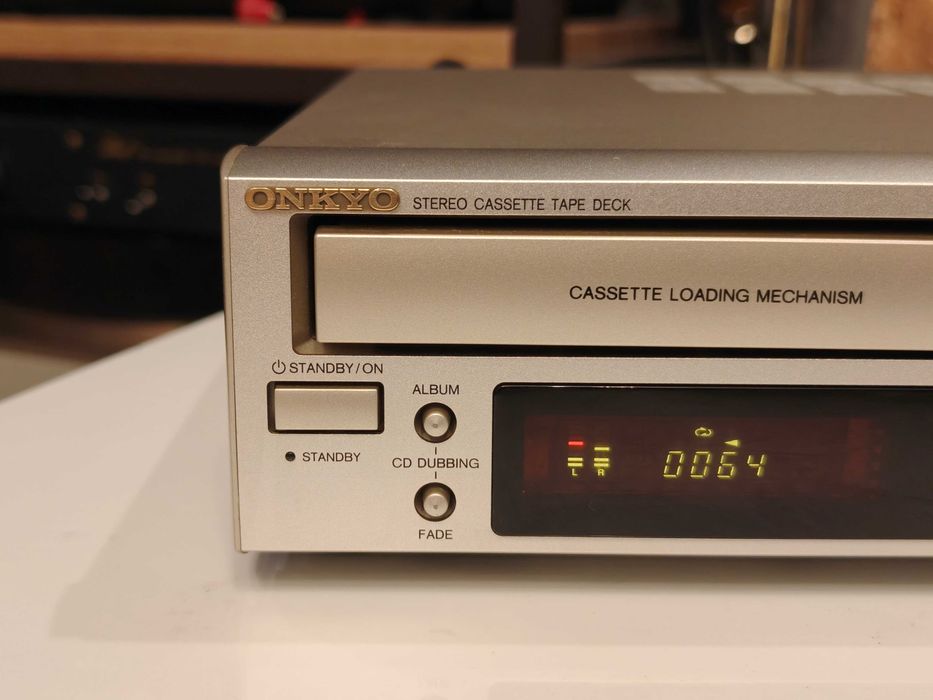 ONKYO STEREO CASSETTE TAPE DECK
CASSETTE LOADING MECHANISM
STANDBY/ON
ALBUM
STANDBY
CD DUBBING
FADE
L R
0064